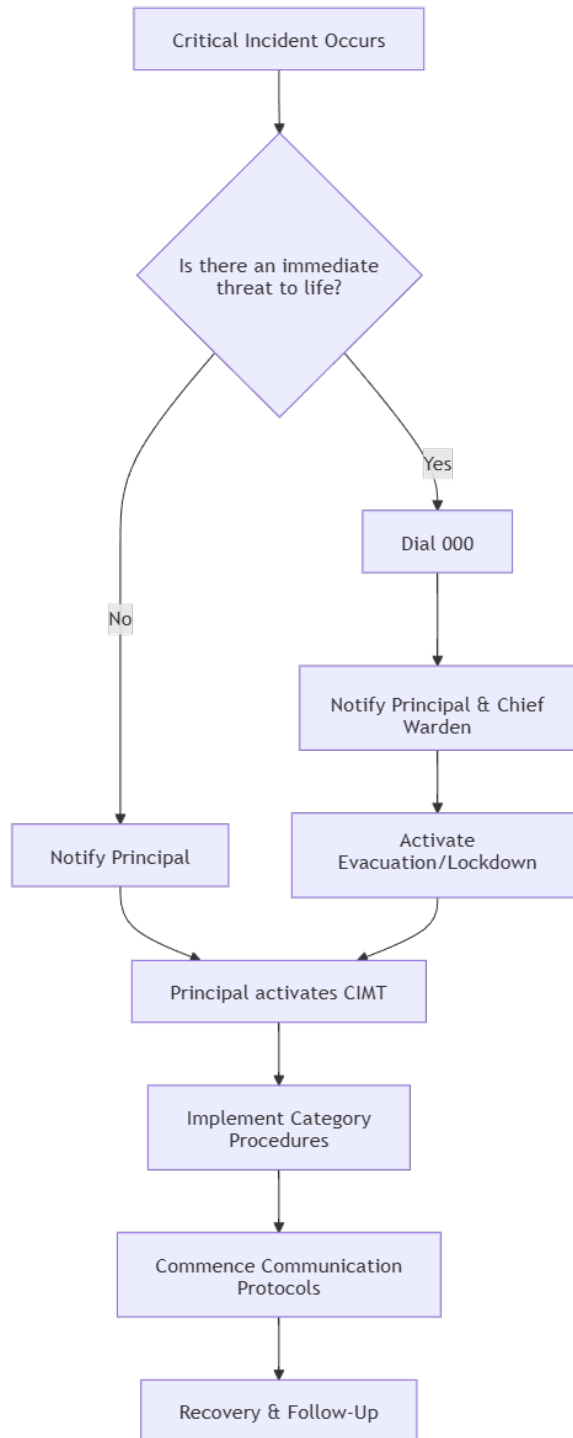 Critical Incident Occurs
Is there an immediate
threat to life?
Yes
Dial 000
No
Notify Principal & Chief
Warden
Notify Principal
Activate
Evacuation/Lockdown
Principal activates CIMT
Implement Category
Procedures
Commence Communication
Protocols
Recovery & Follow-Up